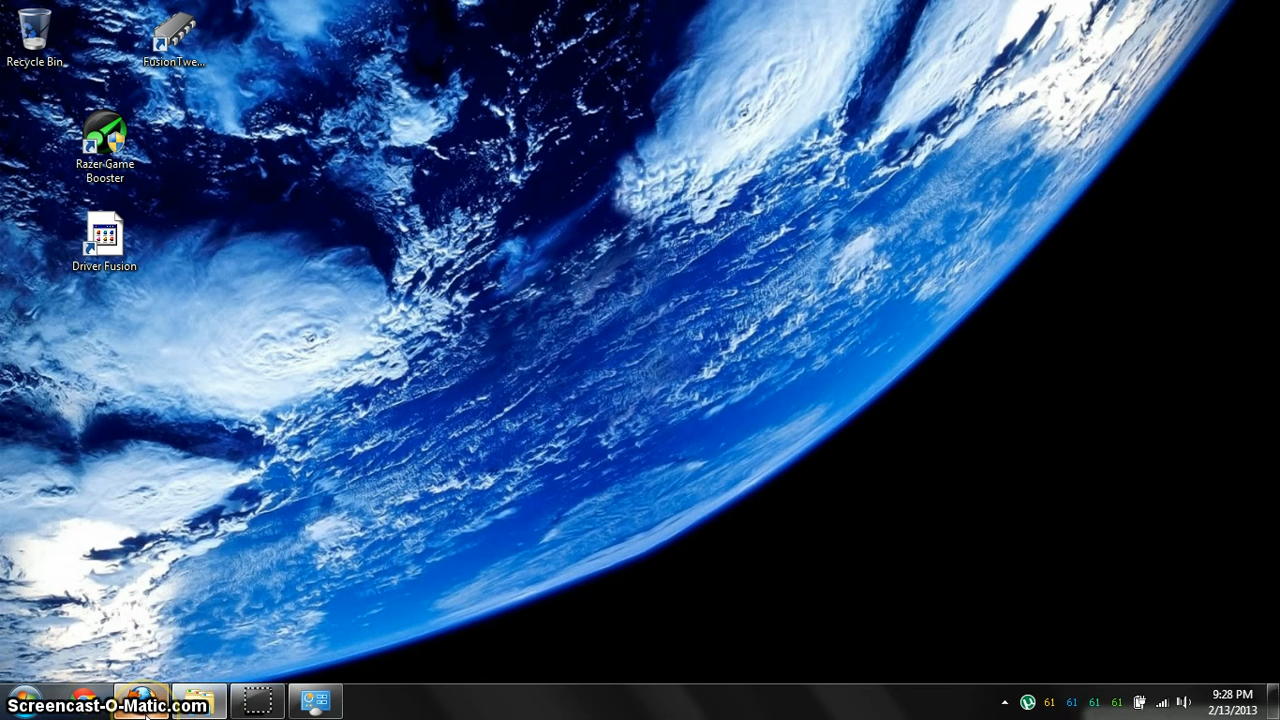 Recycle Bin
FusionTwe...
Razer Game
Booster
Driver Fusion
Screencast-O-Matic.com
61 61 61 61
9:28 PM
2/13/2013